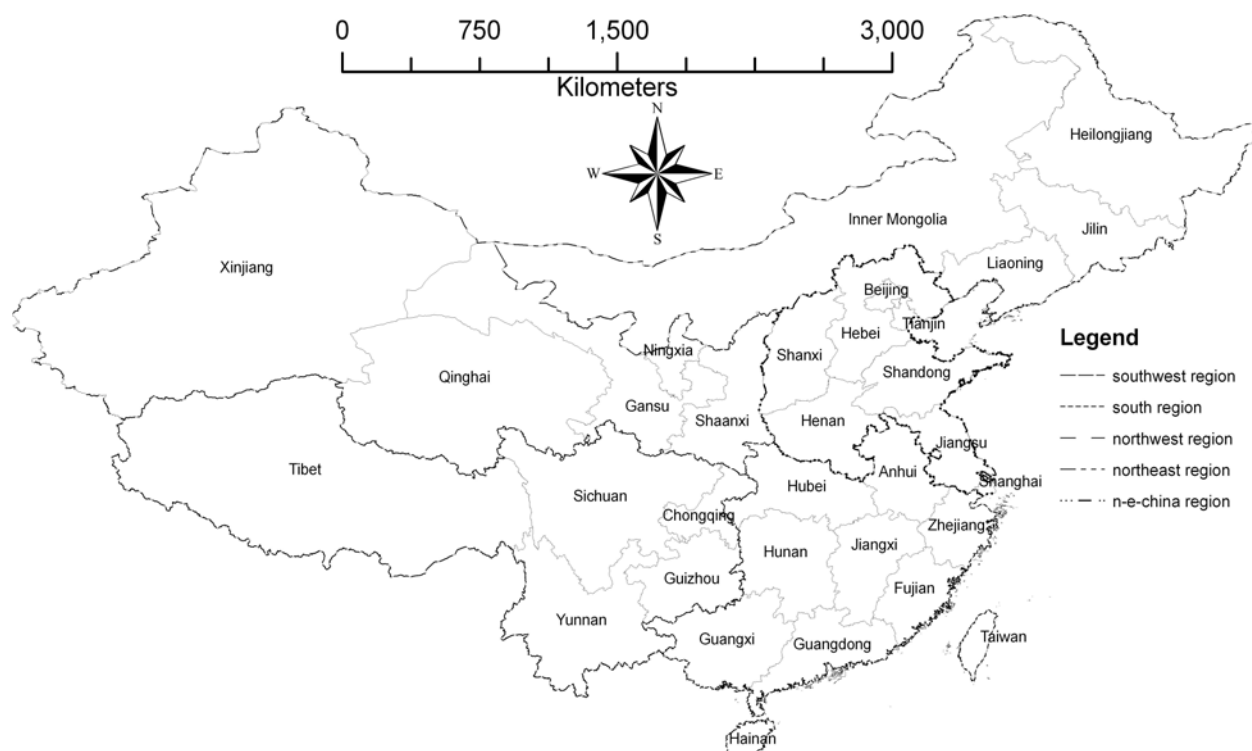 0 750 1,500 3,000
Kilometers
N
W E
S
Heilongjiang
Inner Mongolia
Jilin
Xinjiang
Liaoning
Beijing
Tianjin
Hebei
Ningxia
Shanxi
Qinghai
Shandong
Gansu
Shaanxi
Henan
Jiangsu
Tibet
Anhui
Sichuan
Hubei
Shanghai
Chongqing
Zhejiang
Hunan
Jiangxi
Guizhou
Fujian
Yunnan
Guangxi
Guangdong
Taiwan
Hainan
Legend
southwest region
south region
northwest region
northeast region
n-e-china region